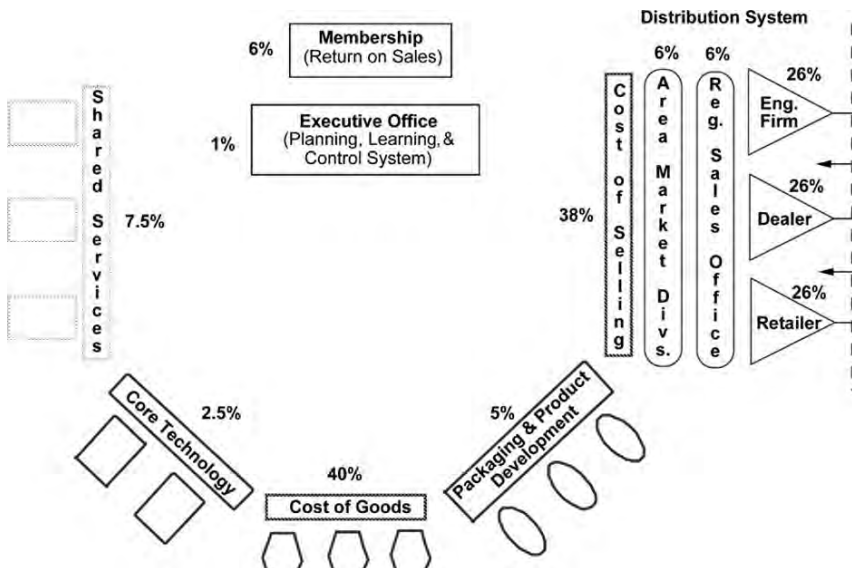 Distribution System
6%
Membership
(Return on Sales)
1%
Executive Office
(Planning, Learning, &
Control System)
Shared Services
7.5%
Core Technology
2.5%
40%
Cost of Goods
5%
Packaging & Product
Development
38%
Cost of Selling
6%
Area Market Divs.
6%
Reg. Sales Office
26%
Eng.
Firm
26%
Dealer
26%
Retailer